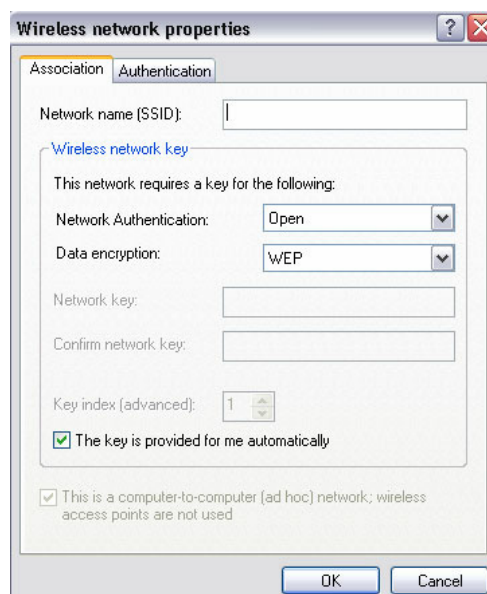 Wireless network properties
Association
Authentication
Network name (SSID):
Wireless network key
This network requires a key for the following:
Network Authentication: Open
Data encryption: WEP
Network key:
Confirm network key:
Key index (advanced): 1
The key is provided for me automatically
This is a computer-to-computer (ad hoc) network; wireless
access points are not used
OK
Cancel